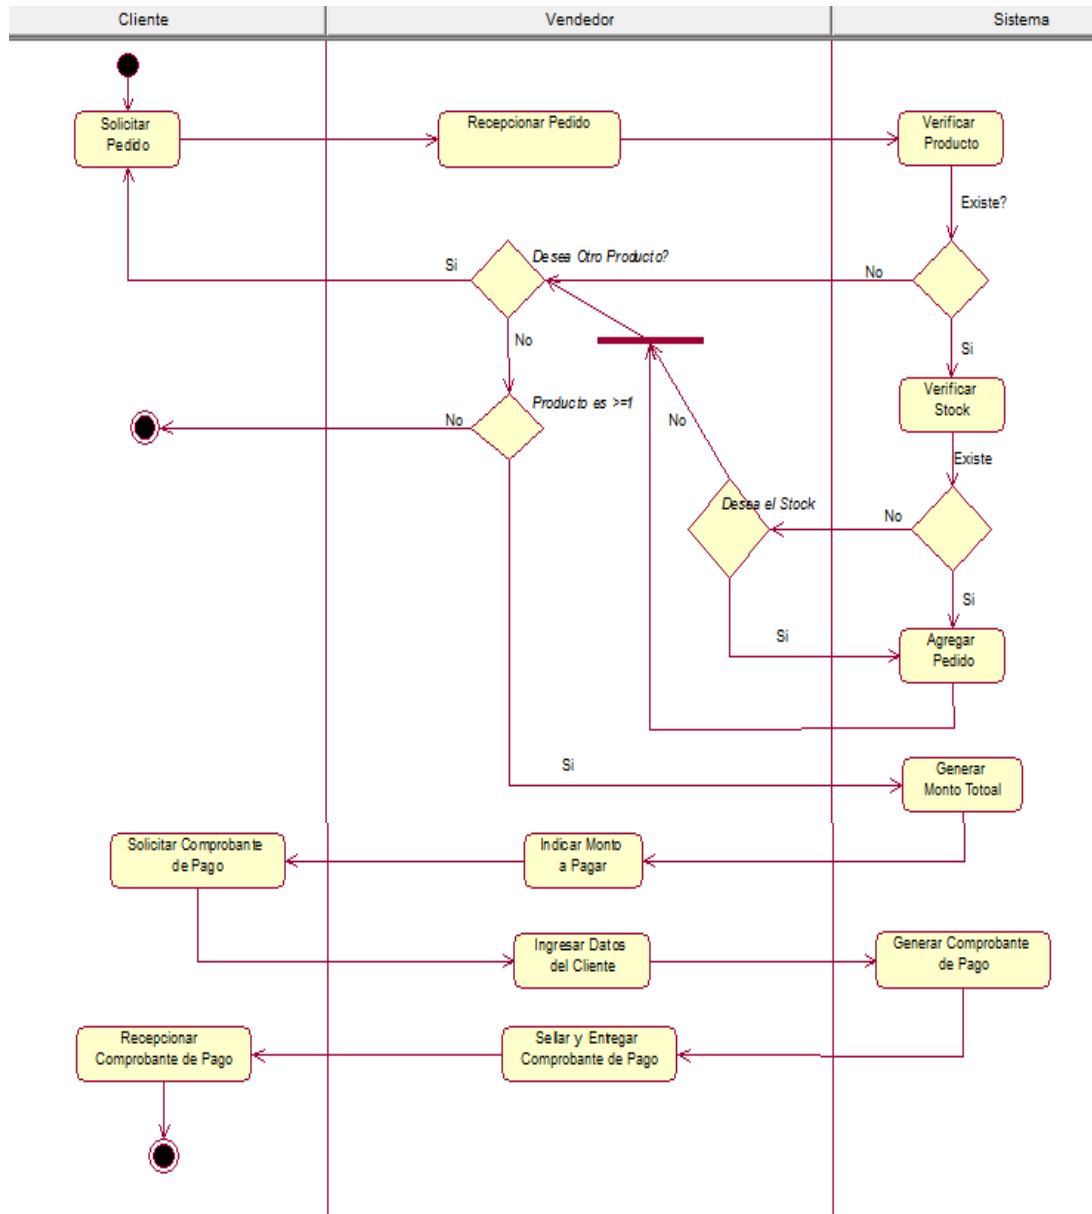 Cliente
Vendedor
Sistema
Solicitar
Pedido
Recepcionar Pedido
Verificar
Producto
Existe?
Si
Desea Otro Producto?
No
No
Si
Verificar
Stock
No
Producto es >=1
No
Existe
Desea el Stock
No
Si
Si
Agregar
Pedido
Si
Generar
Monto Totoal
Solicitar Comprobante
de Pago
Indicar Monto
a Pagar
Ingresar Datos
del Cliente
Generar Comprobante
de Pago
Recepcionar
Comprobante de Pago
Sellar y Entregar
Comprobante de Pago